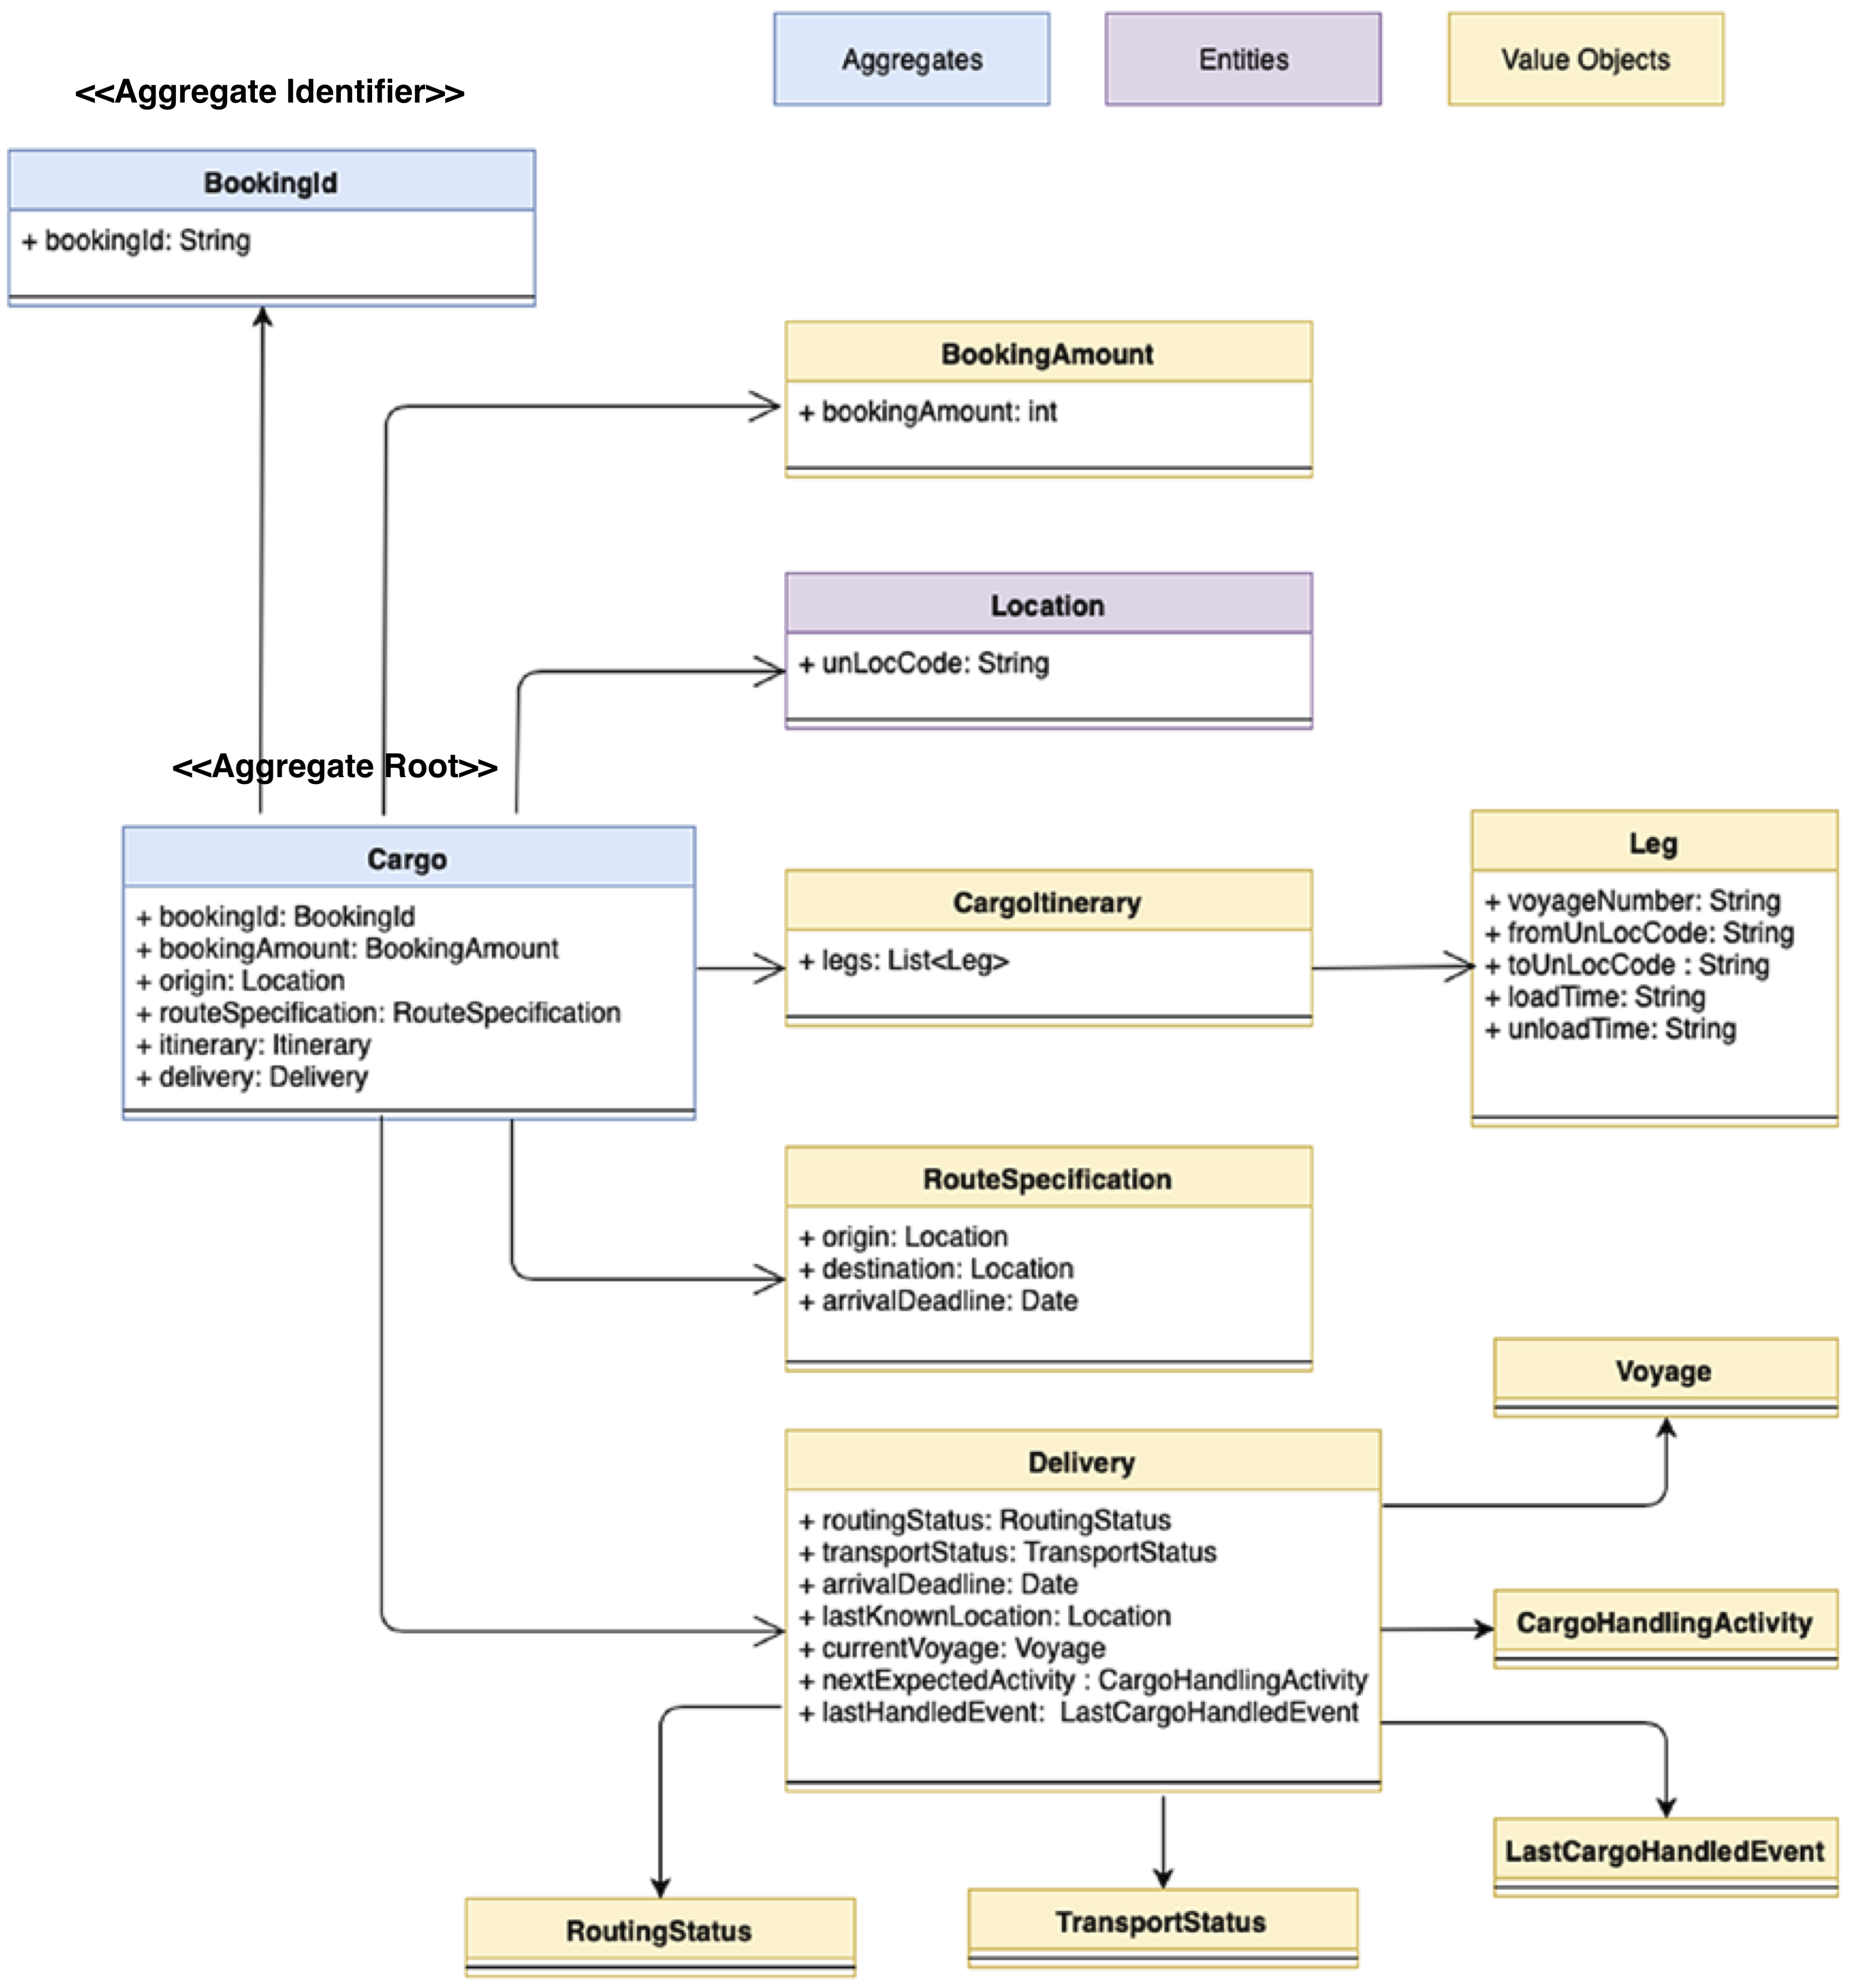 Aggregates
Entities
Value Objects
<<Aggregate Identifier>>
BookingId
+ bookingId: String
BookingAmount
+ bookingAmount: int
Location
+ unLocCode: String
<<Aggregate Root>>
Cargo
+ bookingId: BookingId
+ bookingAmount: BookingAmount
+ origin: Location
+ routeSpecification: RouteSpecification
+ itinerary: Itinerary
+ delivery: Delivery
CargoItinerary
+ legs: List<Leg>
Leg
+ voyageNumber: String
+ fromUnLocCode: String
+ toUnLocCode : String
+ loadTime: String
+ unloadTime: String
RouteSpecification
+ origin: Location
+ destination: Location
+ arrivalDeadline: Date
Voyage
Delivery
+ routingStatus: RoutingStatus
+ transportStatus: TransportStatus
+ arrivalDeadline: Date
+ lastKnownLocation: Location
+ currentVoyage: Voyage
+ nextExpectedActivity : CargoHandlingActivity
+ lastHandledEvent:  LastCargoHandledEvent
CargoHandlingActivity
LastCargoHandledEvent
RoutingStatus
TransportStatus